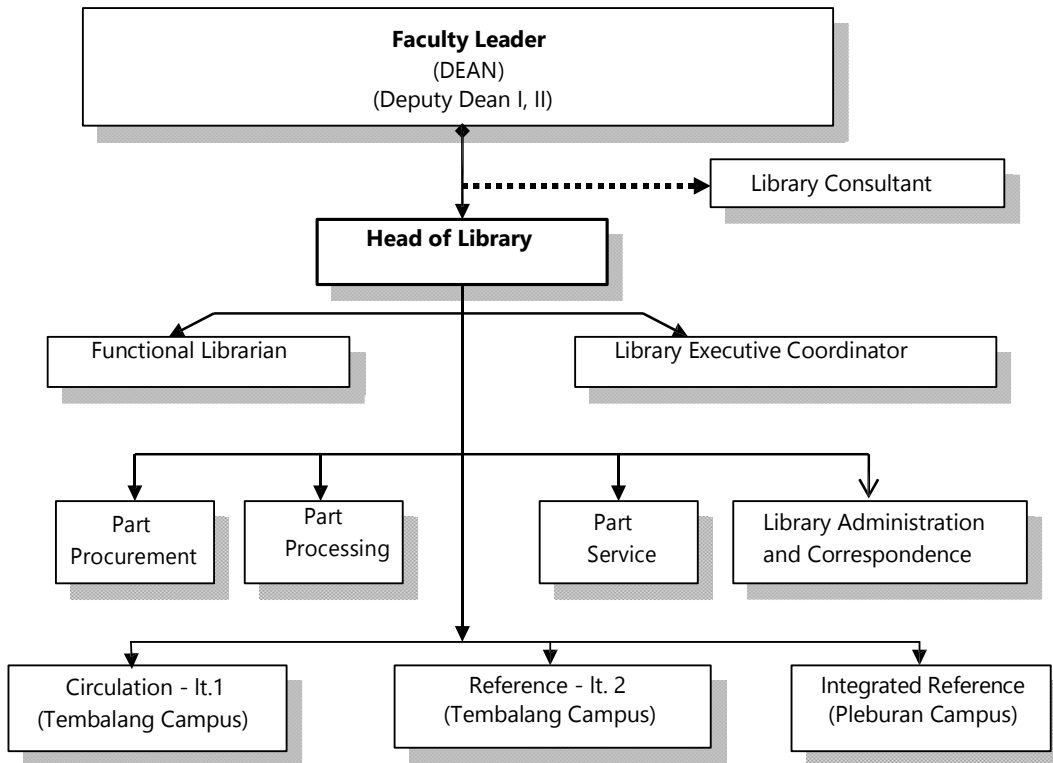 Faculty Leader
(DEAN)
(Deputy Dean I, II)
Library Consultant
Head of Library
Functional Librarian
Library Executive Coordinator
Part
Procurement
Part
Processing
Part
Service
Library Administration
and Correspondence
Circulation - lt.1
(Tembalang Campus)
Reference - lt. 2
(Tembalang Campus)
Integrated Reference
(Pleburan Campus)